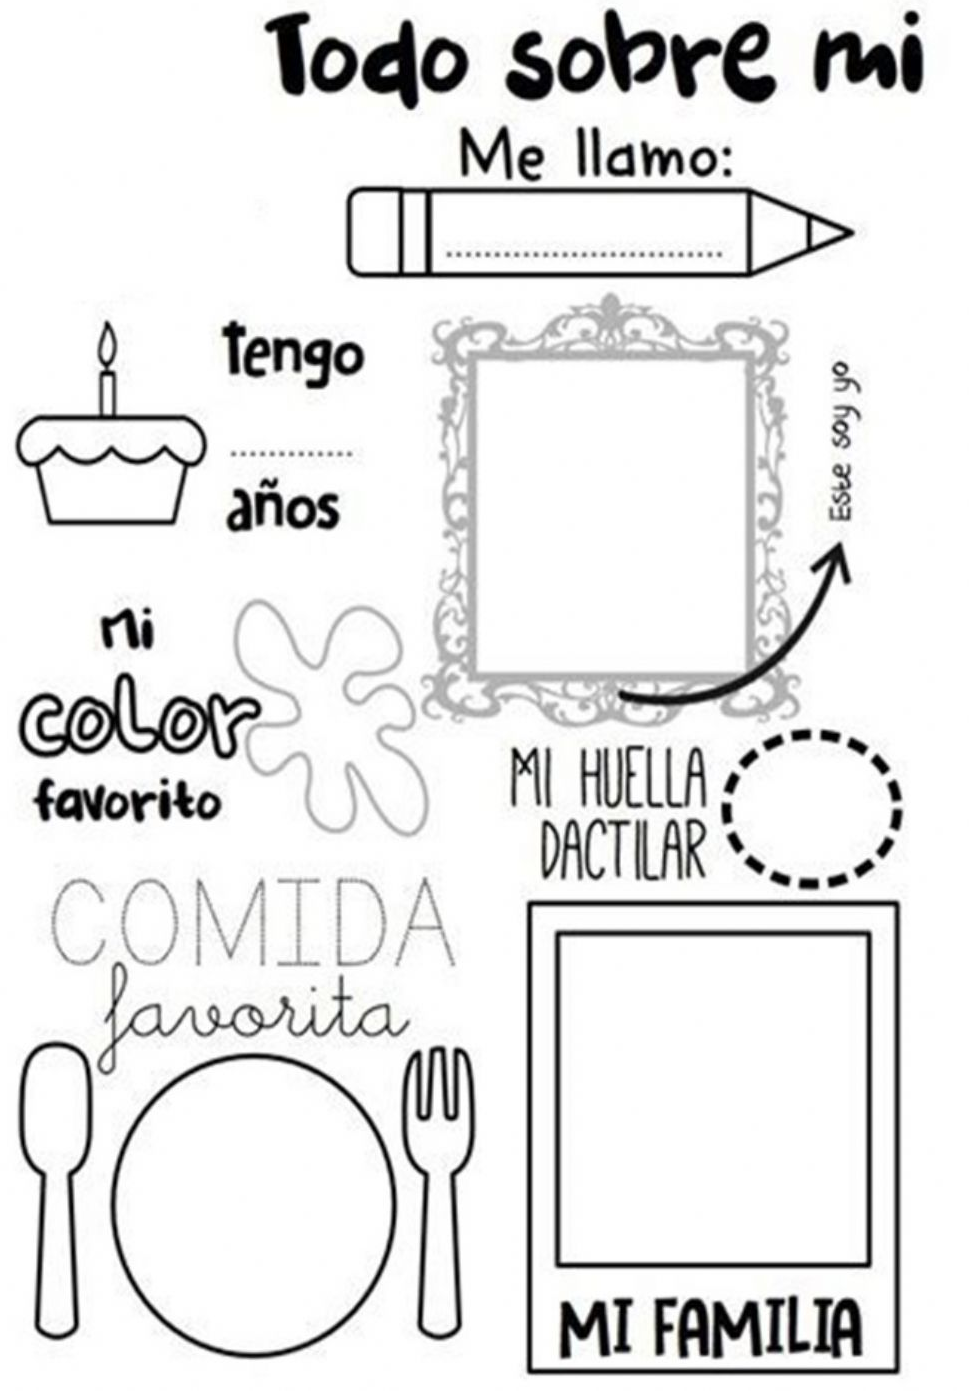 Todo sobre mi
Me llamo:
tengo
años
Este soy yo
Mi
color
favorito
MI HUELLA
DACTILAR
COMIDA
favorita
MI FAMILIA